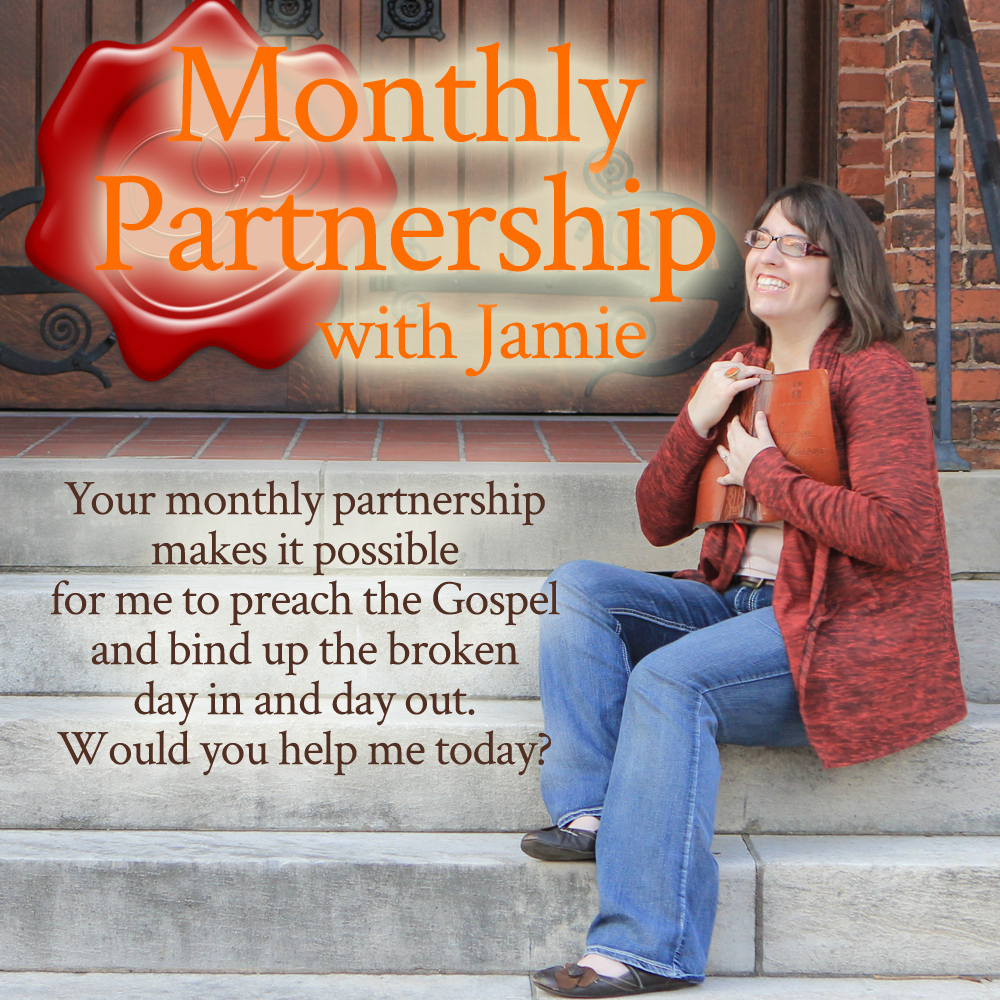 Monthly
Partnership
with Jamie
Your monthly partnership
makes it possible
for me to preach the Gospel
and bind up the broken
day in and day out.
Would you help me today?